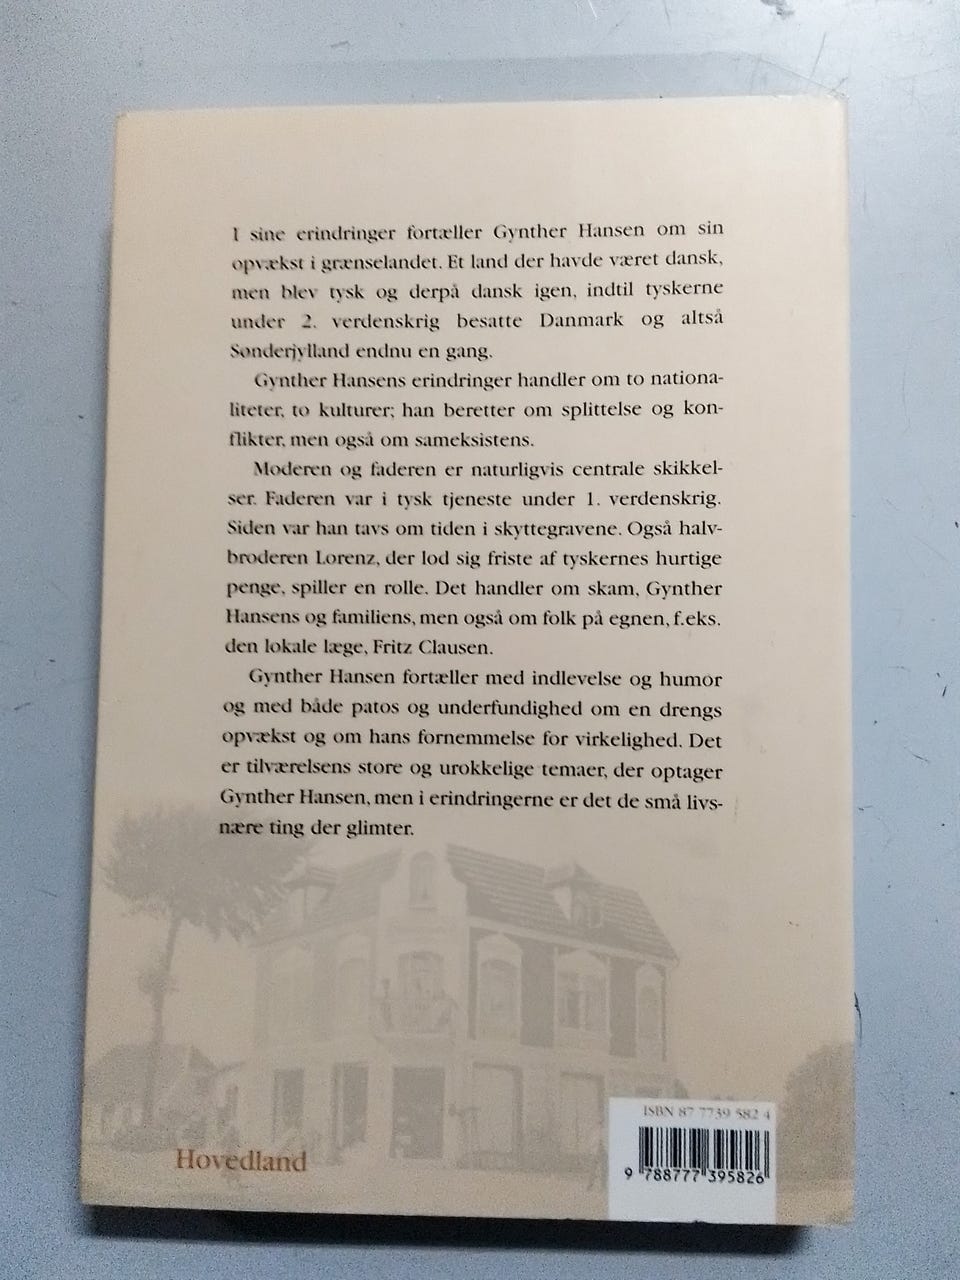 I sine erindringer fortæller Gynther Hansen om sin
opvækst i grænselandet. Et land der havde været dansk,
men blev tysk og derpå dansk igen, indtil tyskerne
under 2. verdenskrig besatte Danmark og altså
Sønderjylland endnu en gang.
Gynther Hansens erindringer handler om to nationa-
liteter, to kulturer; han beretter om splittelse og kon-
flikter, men også om sameksistens.
Moderen og faderen er naturligvis centrale skikkel-
ser. Faderen var i tysk tjeneste under 1. verdenskrig.
Siden var han tavs om tiden i skyttegravene. Også halv-
broderen Lorenz, der lod sig friste af tyskernes hurtige
penge, spiller en rolle. Det handler om skam, Gynther
Hansens og familiens, men også om folk på egnen, f.eks.
den lokale læge, Fritz Clausen.
Gynther Hansen fortæller med indlevelse og humor
og med både patos og underfundighed om en drengs
opvækst og om hans fornemmelse for virkelighed. Det
er tilværelsens store og urokkelige temaer, der optager
Gynther Hansen, men i erindringerne er det de små livs-
nære ting der glimter.
ISBN 87 7739 582 4
9 788777 395826
Hovedland